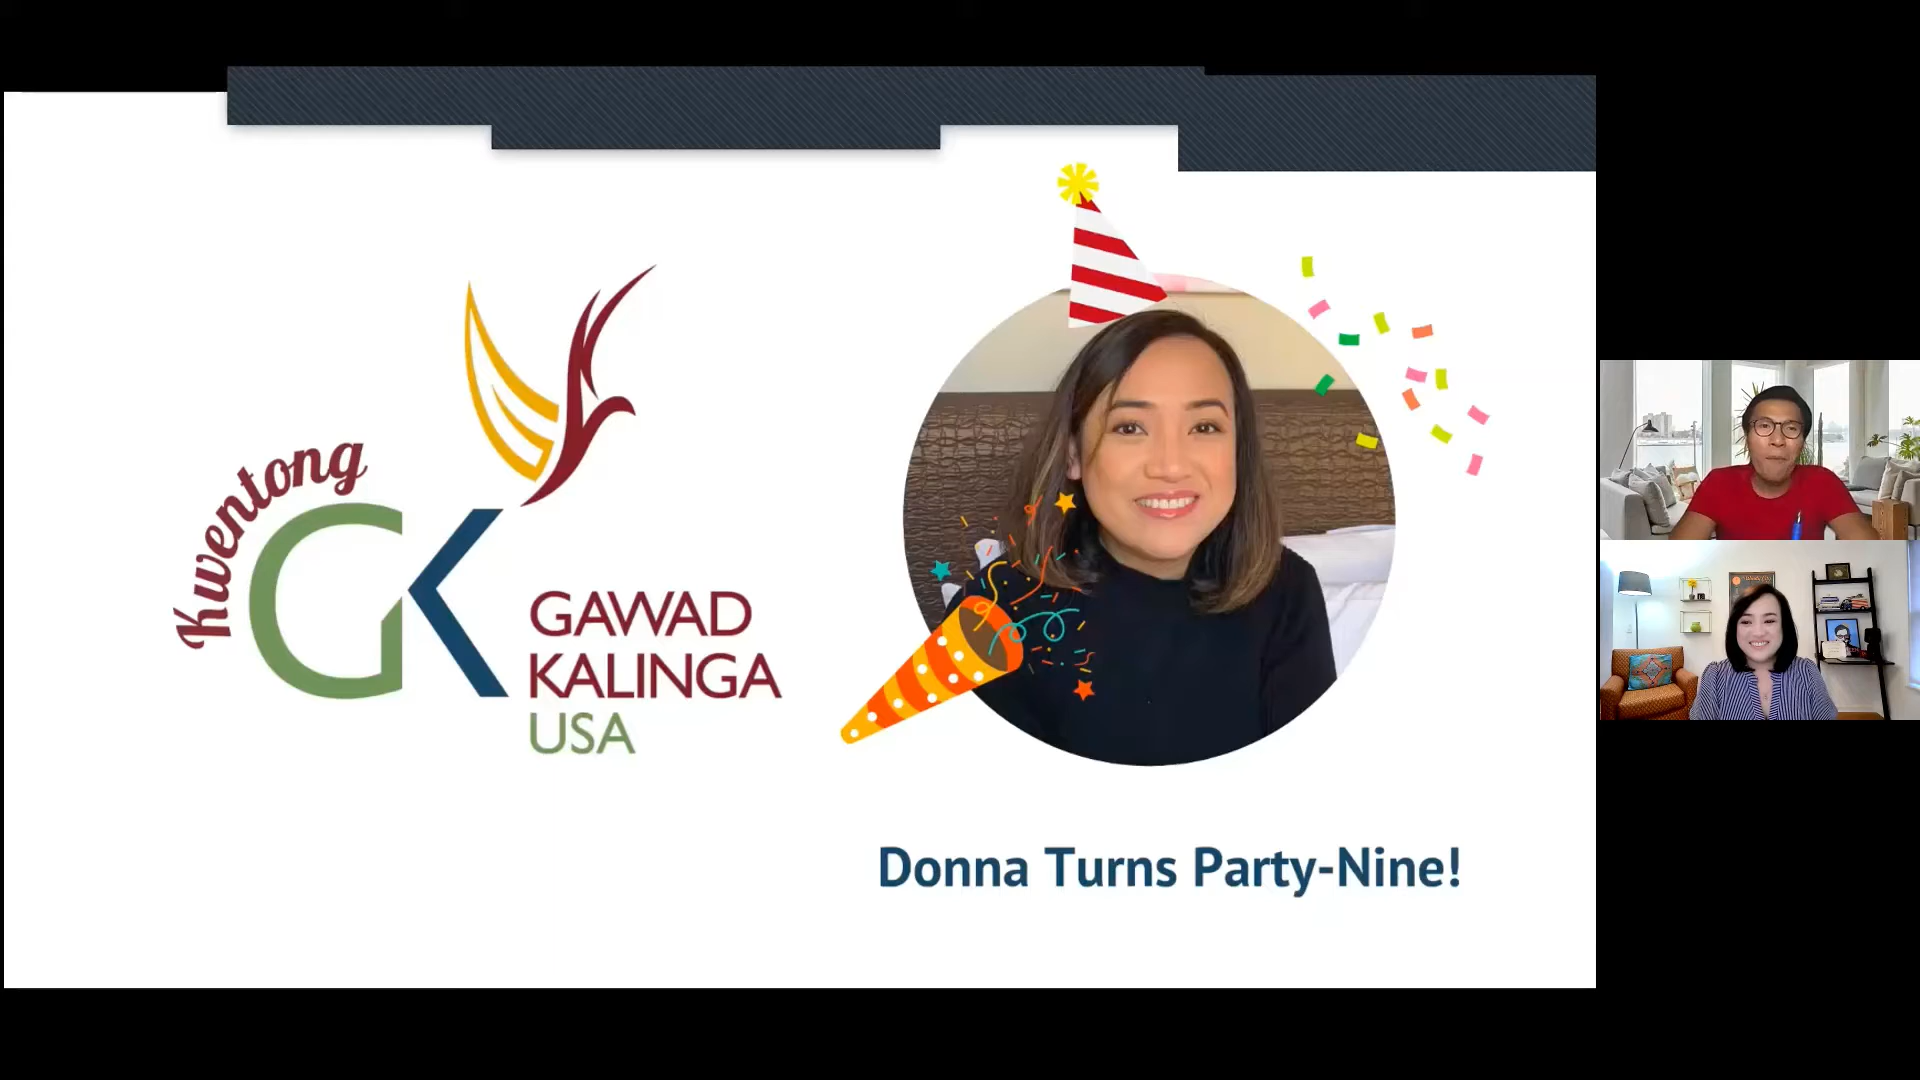 Kwentong
GK
GAWAD
KALINGA
USA
Donna Turns Party-Nine!